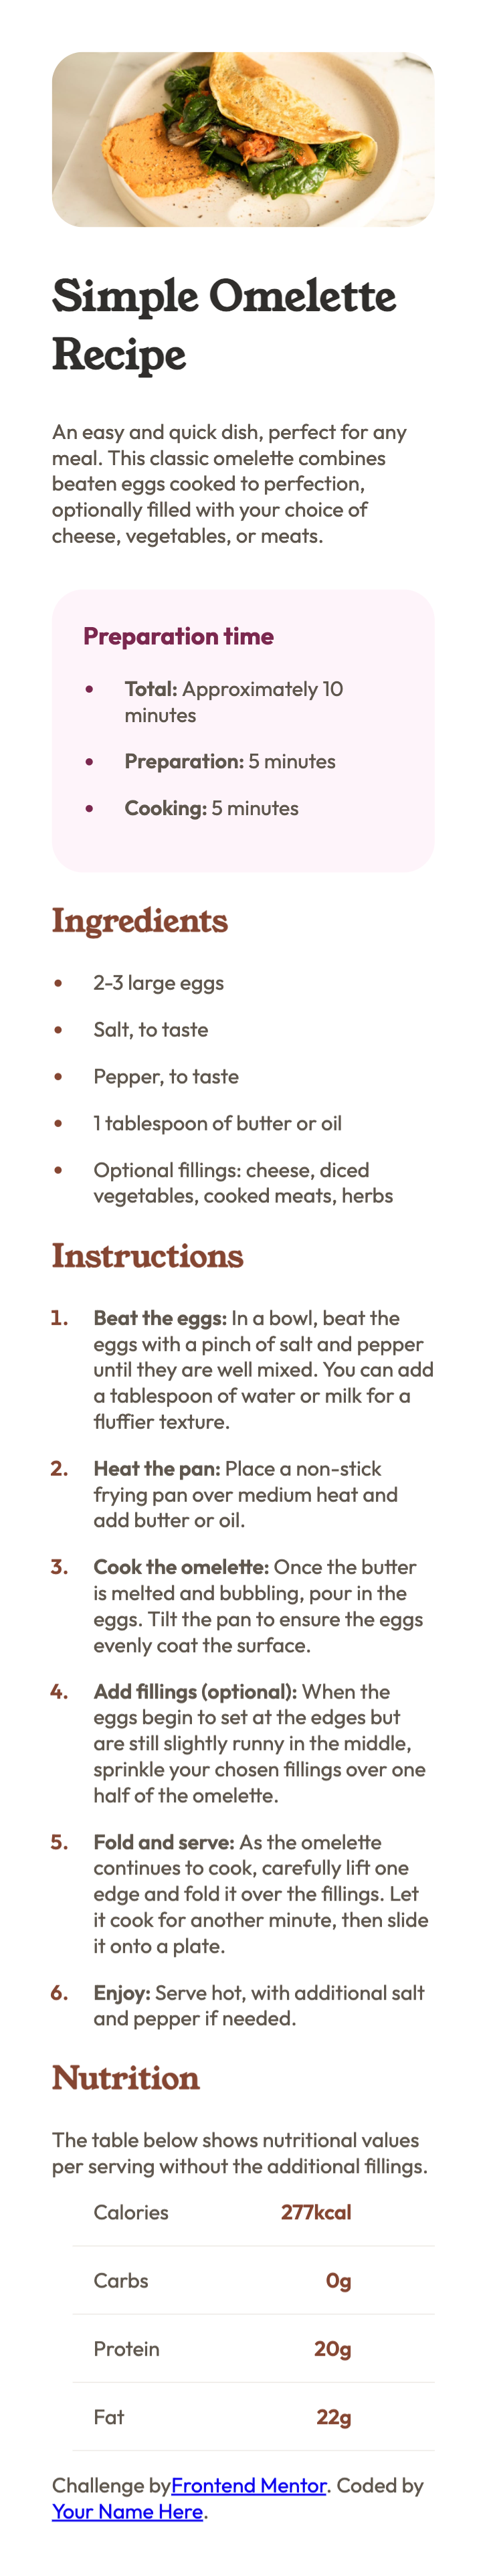 Simple Omelette
Recipe
An easy and quick dish, perfect for any
meal. This classic omelette combines
beaten eggs cooked to perfection,
optionally filled with your choice of
cheese, vegetables, or meats.
Preparation time
• Total: Approximately 10
minutes
• Preparation: 5 minutes
• Cooking: 5 minutes
Ingredients
• 2-3 large eggs
• Salt, to taste
• Pepper, to taste
• 1 tablespoon of butter or oil
• Optional fillings: cheese, diced
vegetables, cooked meats, herbs
Instructions
1. Beat the eggs: In a bowl, beat the
eggs with a pinch of salt and pepper
until they are well mixed. You can add
a tablespoon of water or milk for a
fluffier texture.
2. Heat the pan: Place a non-stick
frying pan over medium heat and
add butter or oil.
3. Cook the omelette: Once the butter
is melted and bubbling, pour in the
eggs. Tilt the pan to ensure the eggs
evenly coat the surface.
4. Add fillings (optional): When the
eggs begin to set at the edges but
are still slightly runny in the middle,
sprinkle your chosen fillings over one
half of the omelette.
5. Fold and serve: As the omelette
continues to cook, carefully lift one
edge and fold it over the fillings. Let
it cook for another minute, then slide
it onto a plate.
6. Enjoy: Serve hot, with additional salt
and pepper if needed.
Nutrition
The table below shows nutritional values
per serving without the additional fillings.
Calories 277kcal
Carbs 0g
Protein 20g
Fat 22g
Challenge byFrontend Mentor. Coded by
Your Name Here.